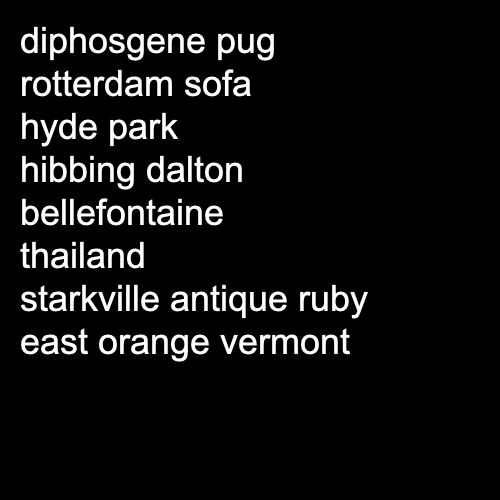 diphosgene pug
rotterdam sofa
hyde park
hibbing dalton
bellefontaine
thailand
starkville antique ruby
east orange vermont